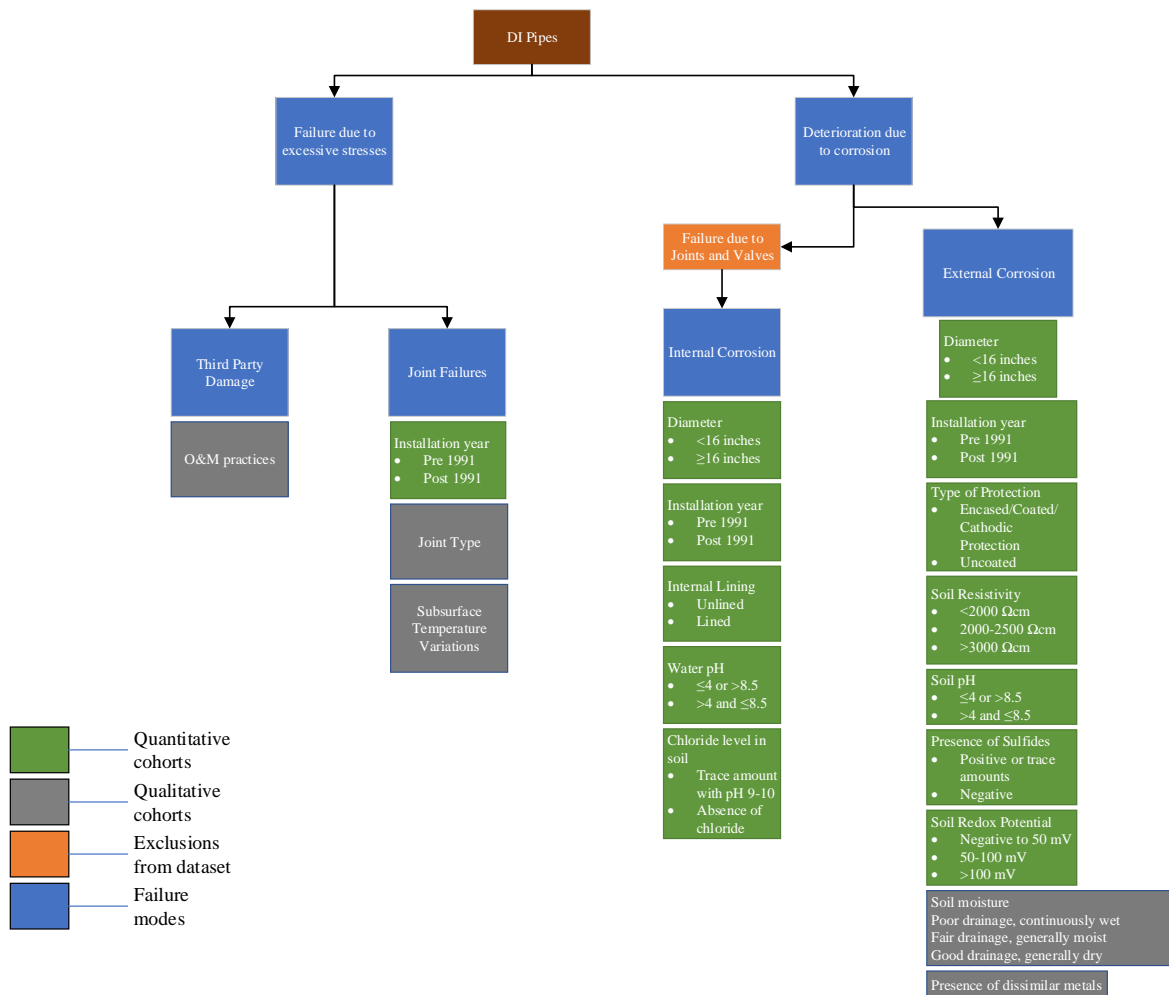 DI Pipes
Failure due to
excessive stresses
Deterioration due
to corrosion
Failure due to
Joints and Valves
External Corrosion
Third Party
Damage
Joint Failures
Internal Corrosion
O&M practices
Installation year
• Pre 1991
• Post 1991
Joint Type
Subsurface
Temperature
Variations
Diameter
• <16 inches
• ≥16 inches
Installation year
• Pre 1991
• Post 1991
Internal Lining
• Unlined
• Lined
Water pH
• ≤4 or >8.5
• >4 and ≤8.5
Chloride level in
soil
• Trace amount
with pH 9-10
• Absence of
chloride
Diameter
• <16 inches
• ≥16 inches
Installation year
• Pre 1991
• Post 1991
Type of Protection
• Encased/Coated/
Cathodic
Protection
• Uncoated
Soil Resistivity
• <2000 Ωcm
• 2000-2500 Ωcm
• >3000 Ωcm
Soil pH
• ≤4 or >8.5
• >4 and ≤8.5
Presence of Sulfides
• Positive or trace
amounts
• Negative
Soil Redox Potential
• Negative to 50 mV
• 50-100 mV
• >100 mV
Soil moisture
Poor drainage, continuously wet
Fair drainage, generally moist
Good drainage, generally dry
Presence of dissimilar metals
Quantitative
cohorts
Qualitative
cohorts
Exclusions
from dataset
Failure
modes